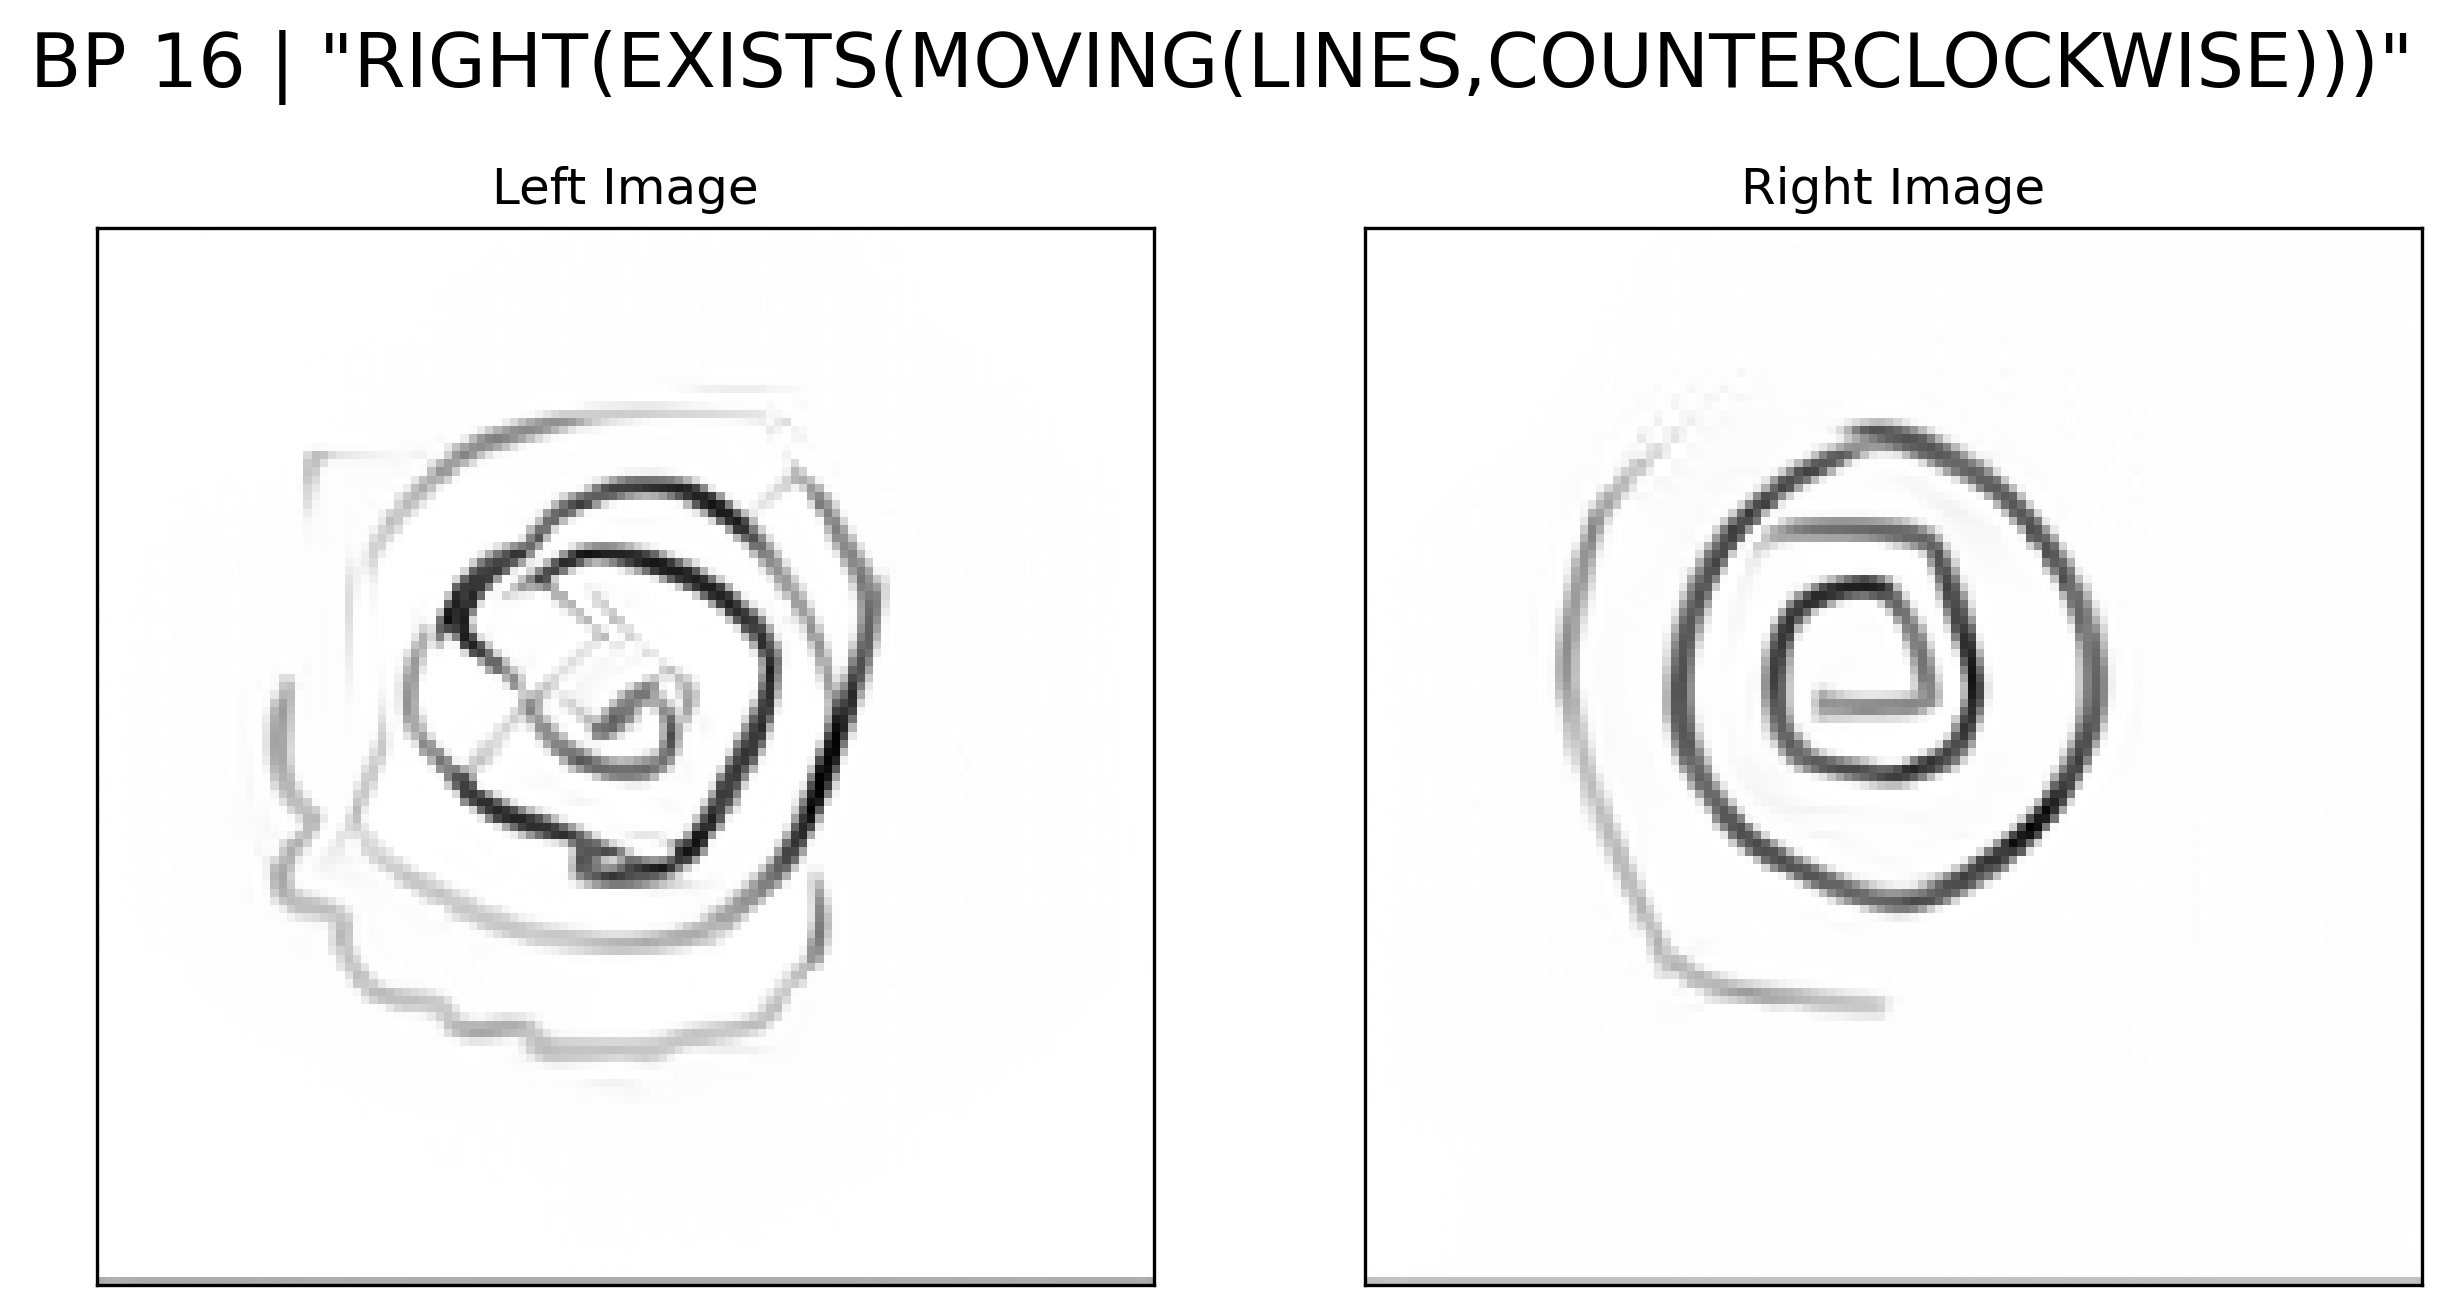 BP 16 | "RIGHT(EXISTS(MOVING(LINES,COUNTERCLOCKWISE)))"
Left Image
Right Image